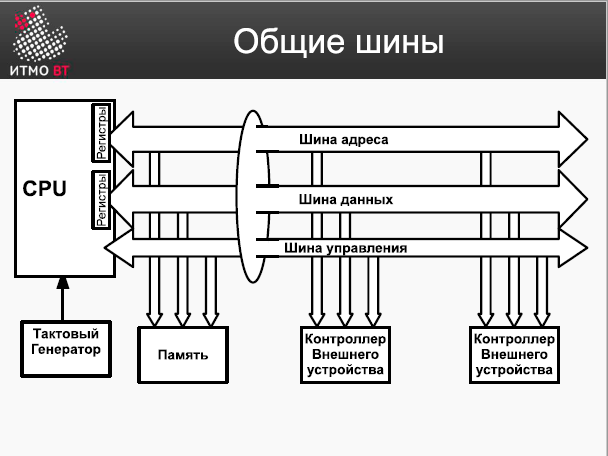 Общие шины
ИТМО ВТ
Регистры
Шина адреса
CPU
Регистры
Шина данных
Шина управления
Тактовый
Генератор
Память
Контроллер
Внешнего
устройства
Контроллер
Внешнего
устройства